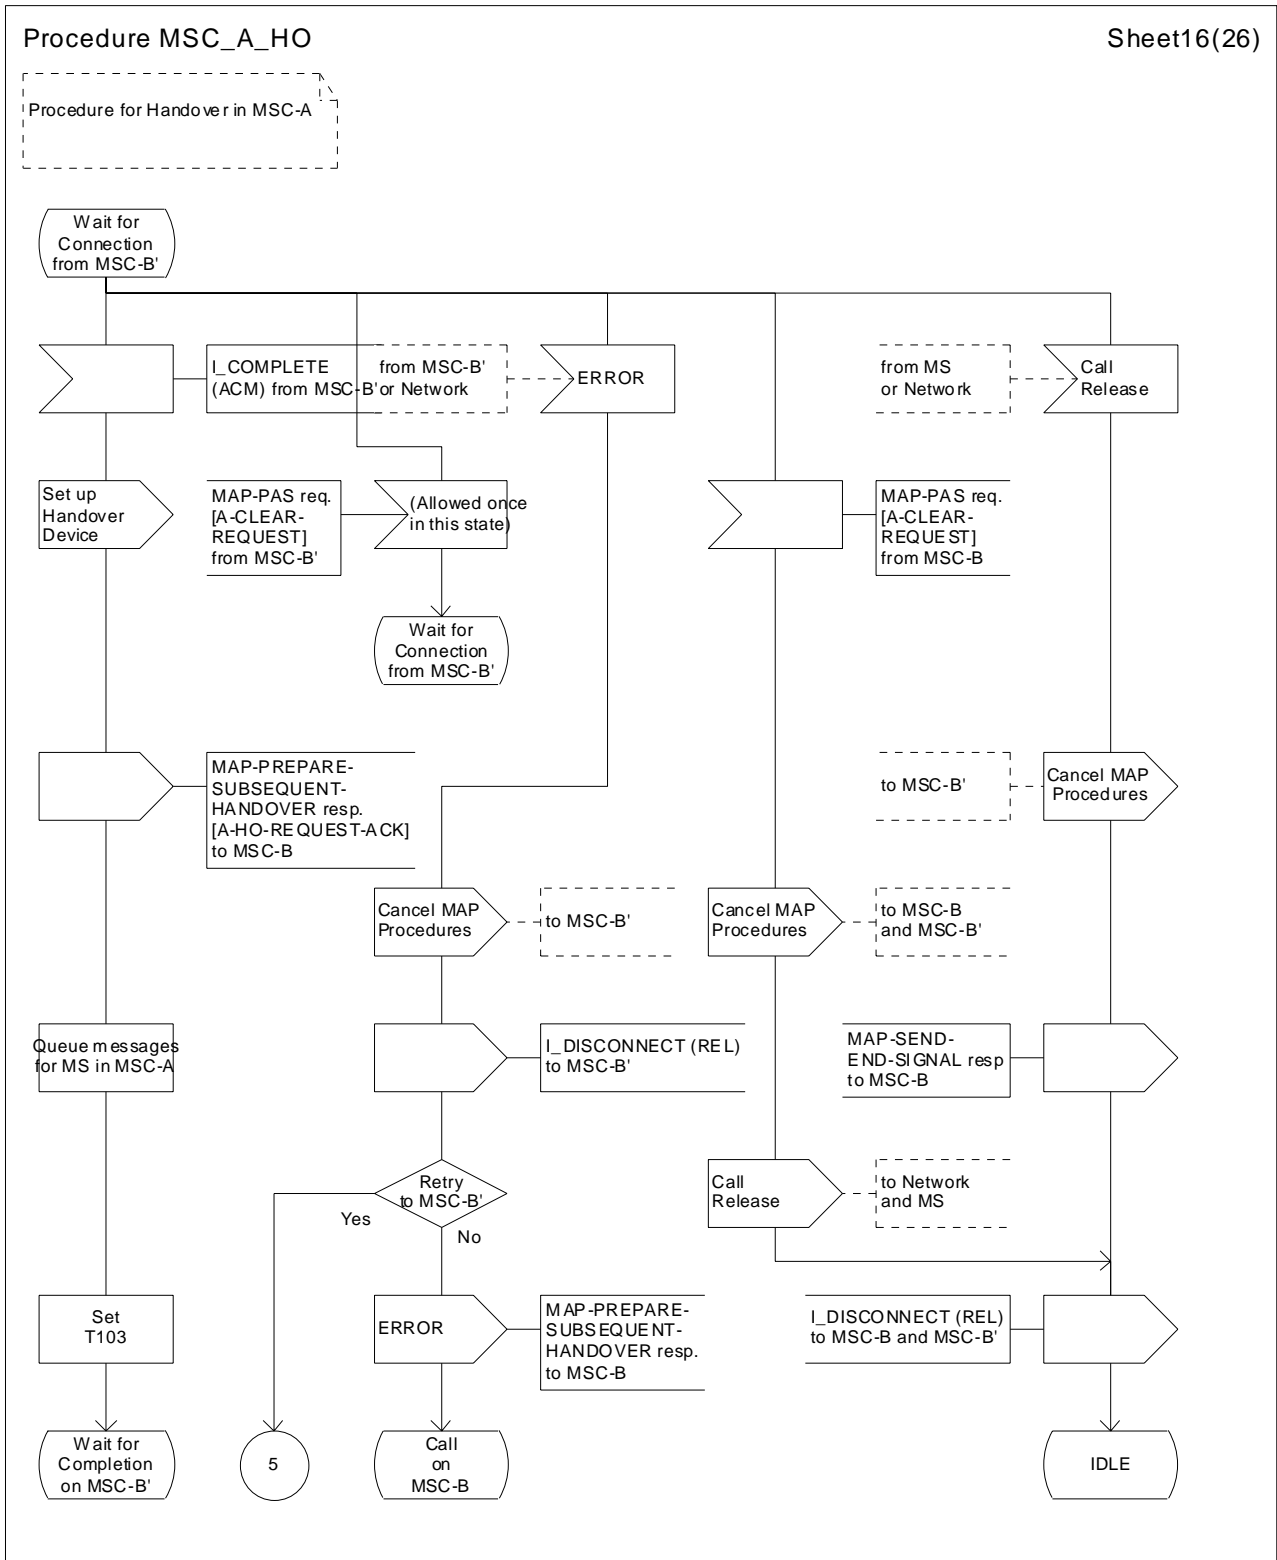 Procedure MSC_A_HO
Sheet16(26)
Procedure for Handover in MSC-A
Wait for
Connection
from MSC-B'
I_COMPLETE
(ACM) from MSC-B'
from MSC-B'
or Network
ERROR
from MS
or Network
Call
Release
Set up
Handover
Device
MAP-PAS req.
[A-CLEAR-
REQUEST]
from MSC-B'
(Allowed once
in this state)
MAP-PAS req.
[A-CLEAR-
REQUEST]
from MSC-B
Wait for
Connection
from MSC-B'
MAP-PREPARE-
SUBSEQUENT-
HANDOVER resp.
[A-HO-REQUEST-ACK]
to MSC-B
to MSC-B'
Cancel MAP
Procedures
Cancel MAP
Procedures
to MSC-B'
Cancel MAP
Procedures
to MSC-B
and MSC-B'
Queue messages
for MS in MSC-A
I_DISCONNECT (REL)
to MSC-B'
MAP-SEND-
END-SIGNAL resp
to MSC-B
Retry
to MSC-B'
Yes
No
Call
Release
to Network
and MS
Set
T103
ERROR
MAP-PREPARE-
SUBSEQUENT-
HANDOVER resp.
to MSC-B
I_DISCONNECT (REL)
to MSC-B and MSC-B'
Wait for
Completion
on MSC-B'
5
Call
on
MSC-B
IDLE